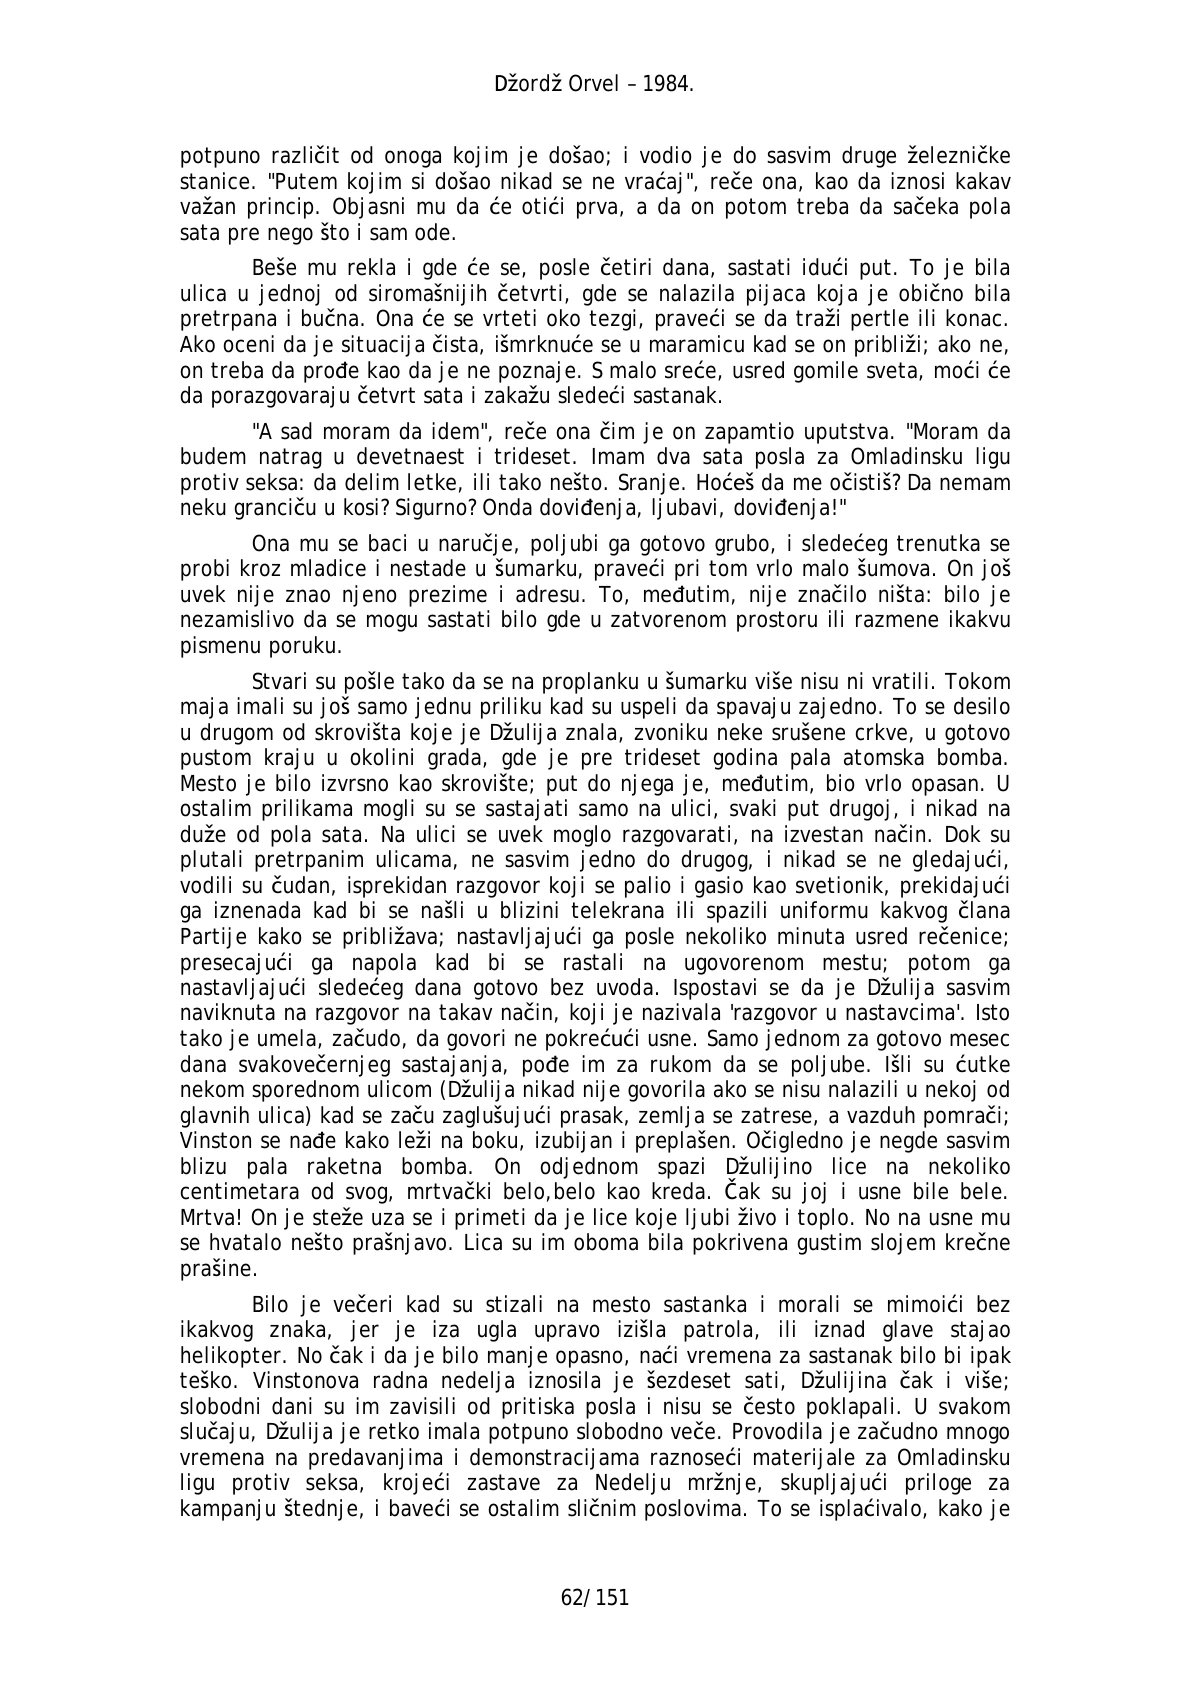 Džordž Orvel – 1984.
potpuno različit od onoga kojim je došao; i vodio je do sasvim druge železničke
stanice. "Putem kojim si došao nikad se ne vraćaj", reče ona, kao da iznosi kakav
važan princip. Objasni mu da će otići prva, a da on potom treba da sačeka pola
sata pre nego što i sam ode.
Beše mu rekla i gde će se, posle četiri dana, sastati idući put. To je bila
ulica u jednoj od siromašnijih četvrti, gde se nalazila pijaca koja je obično bila
pretrpana i bučna. Ona će se vrteti oko tezgi, praveći se da traži pertle ili konac.
Ako oceni da je situacija čista, išmrknuće se u maramicu kad se on približi; ako ne,
on treba da prođe kao da je ne poznaje. S malo sreće, usred gomile sveta, moći će
da porazgovaraju četvrt sata i zakažu sledeći sastanak.
"A sad moram da idem", reče ona čim je on zapamtio uputstva. "Moram da
budem natrag u devetnaest i trideset. Imam dva sata posla za Omladinsku ligu
protiv seksa: da delim letke, ili tako nešto. Sranje. Hoćeš da me očistiš? Da nemam
neku grančiču u kosi? Sigurno? Onda doviđenja, ljubavi, doviđenja!"
Ona mu se baci u naručje, poljubi ga gotovo grubo, i sledećeg trenutka se
probi kroz mladice i nestade u šumarku, praveći pri tom vrlo malo šumova. On još
uvek nije znao njeno prezime i adresu. To, međutim, nije značilo ništa: bilo je
nezamislivo da se mogu sastati bilo gde u zatvorenom prostoru ili razmene ikakvu
pismenu poruku.
Stvari su pošle tako da se na proplanku u šumarku više nisu ni vratili. Tokom
maja imali su još samo jednu priliku kad su uspeli da spavaju zajedno. To se desilo
u drugom od skrovišta koje je Džulija znala, zvoniku neke srušene crkve, u gotovo
pustom kraju u okolini grada, gde je pre trideset godina pala atomska bomba.
Mesto je bilo izvrsno kao skrovište; put do njega je, međutim, bio vrlo opasan. U
ostalim prilikama mogli su se sastajati samo na ulici, svaki put drugoj, i nikad na
duže od pola sata. Na ulici se uvek moglo razgovarati, na izvestan način. Dok su
plutali pretrpanim ulicama, ne sasvim jedno do drugog, i nikad se ne gledajući,
vodili su čudan, isprekidan razgovor koji se palio i gasio kao svetionik, prekidajući
ga iznenada kad bi se našli u blizini telekrana ili spazili uniformu kakvog člana
Partije kako se približava; nastavljajući ga posle nekoliko minuta usred rečenice;
presecajući ga napola kad bi se rastali na ugovorenom mestu; potom ga
nastavljajući sledećeg dana gotovo bez uvoda. Ispostavi se da je Džulija sasvim
naviknuta na razgovor na takav način, koji je nazivala 'razgovor u nastavcima'. Isto
tako je umela, začudo, da govori ne pokrećući usne. Samo jednom za gotovo mesec
dana svakovečernjeg sastajanja, pođe im za rukom da se poljube. Išli su ćutke
nekom sporednom ulicom (Džulija nikad nije govorila ako se nisu nalazili u nekoj od
glavnih ulica) kad se začu zaglušujući prasak, zemlja se zatrese, a vazduh pomrači;
Vinston se nađe kako leži na boku, izubijan i preplašen. Očigledno je negde sasvim
blizu pala raketna bomba. On odjednom spazi Džulijino lice na nekoliko
centimetara od svog, mrtvački belo,belo kao kreda. Čak su joj i usne bile bele.
Mrtva! On je steže uza se i primeti da je lice koje ljubi živo i toplo. No na usne mu
se hvatalo nešto prašnjavo. Lica su im oboma bila pokrivena gustim slojem krečne
prašine.
Bilo je večeri kad su stizali na mesto sastanka i morali se mimoići bez
ikakvog znaka, jer je iza ugla upravo izišla patrola, ili iznad glave stajao
helikopter. No čak i da je bilo manje opasno, naći vremena za sastanak bilo bi ipak
teško. Vinstonova radna nedelja iznosila je šezdeset sati, Džulijina čak i više;
slobodni dani su im zavisili od pritiska posla i nisu se često poklapali. U svakom
slučaju, Džulija je retko imala potpuno slobodno veče. Provodila je začudno mnogo
vremena na predavanjima i demonstracijama raznoseći materijale za Omladinsku
ligu protiv seksa, krojeći zastave za Nedelju mržnje, skupljajući priloge za
kampanju štednje, i baveći se ostalim sličnim poslovima. To se isplaćivalo, kako je
62/151